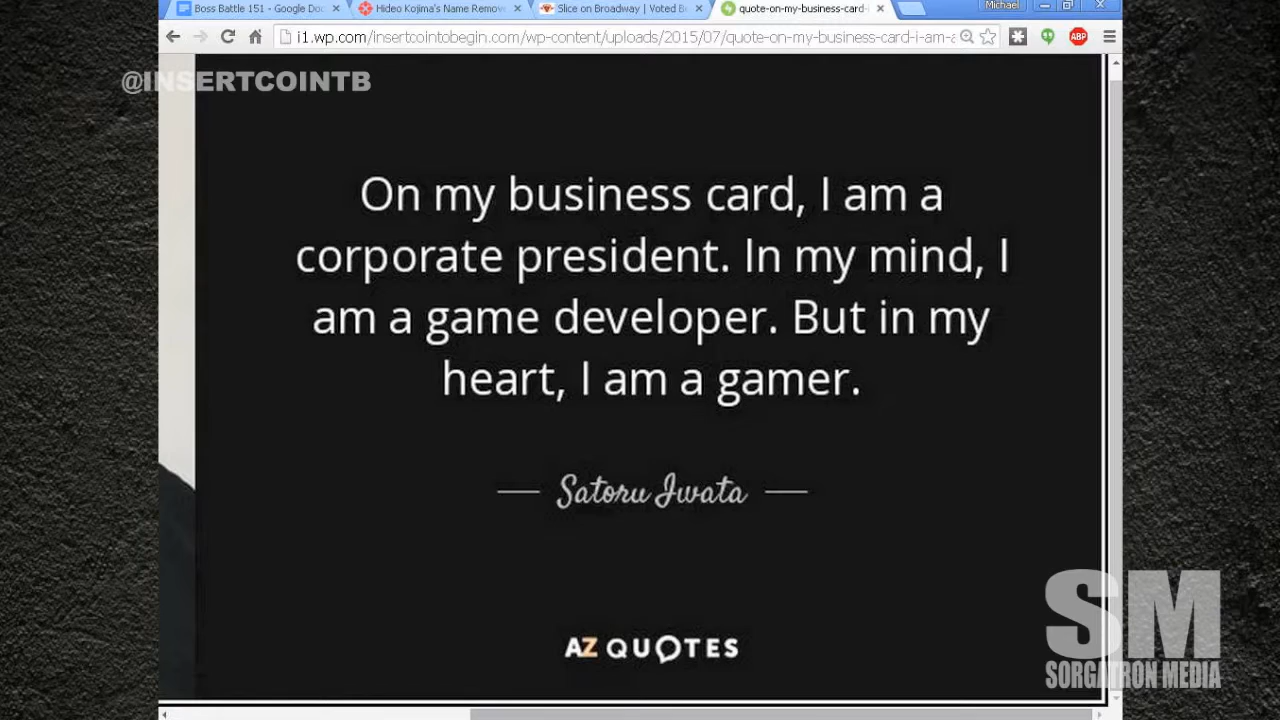 Boss Battle 151 - Google Doc
Hideo Kojima's Name Remove
Slice on Broadway | Voted B
quote-on-my-business-card-i
Michael
i1.wp.com/insertcointobegin.com/wp-content/uploads/2015/07/quote-on-my-business-card-i-am-a
ABP
@INSERTCOINTB
On my business card, I am a
corporate president. In my mind, I
am a game developer. But in my
heart, I am a gamer.
Satoru Iwata
AZ QUOTES
SM
SORGATRON MEDIA